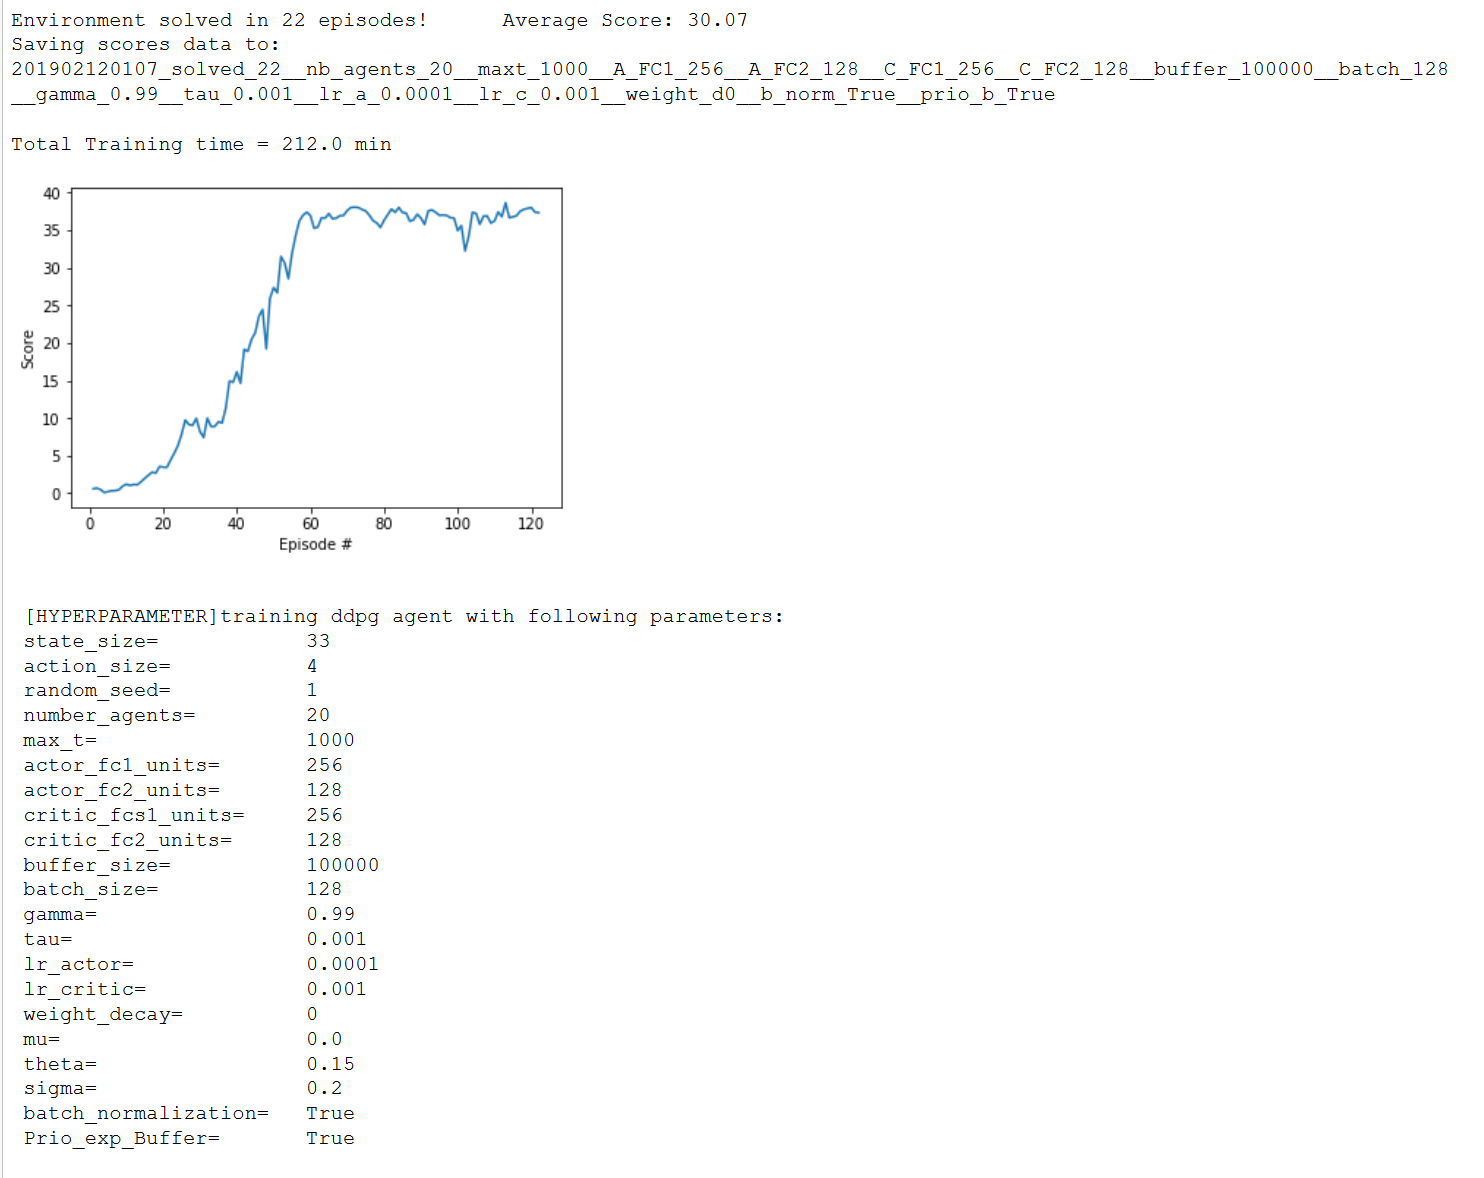 Environment solved in 22 episodes!      Average Score: 30.07
Saving scores data to:
201902120107_solved_22__nb_agents_20__maxt_1000__A_FC1_256__A_FC2_128__C_FC1_256__C_FC2_128__buffer_100000__batch_128
__gamma_0.99__tau_0.001__lr_a_0.0001__lr_c_0.001__weight_d0__b_norm_True__prio_b_True
Total Training time = 212.0 min
40
35
30
25
20
15
10
5
0
Score
0 20 40 60 80 100 120
Episode #
[HYPERPARAMETER]training ddpg agent with following parameters:
state_size= 33
action_size= 4
random_seed= 1
number_agents= 20
max_t= 1000
actor_fc1_units= 256
actor_fc2_units= 128
critic_fcs1_units= 256
critic_fc2_units= 128
buffer_size= 100000
batch_size= 128
gamma= 0.99
tau= 0.001
lr_actor= 0.0001
lr_critic= 0.001
weight_decay= 0
mu= 0.0
theta= 0.15
sigma= 0.2
batch_normalization= True
Prio_exp_Buffer= True